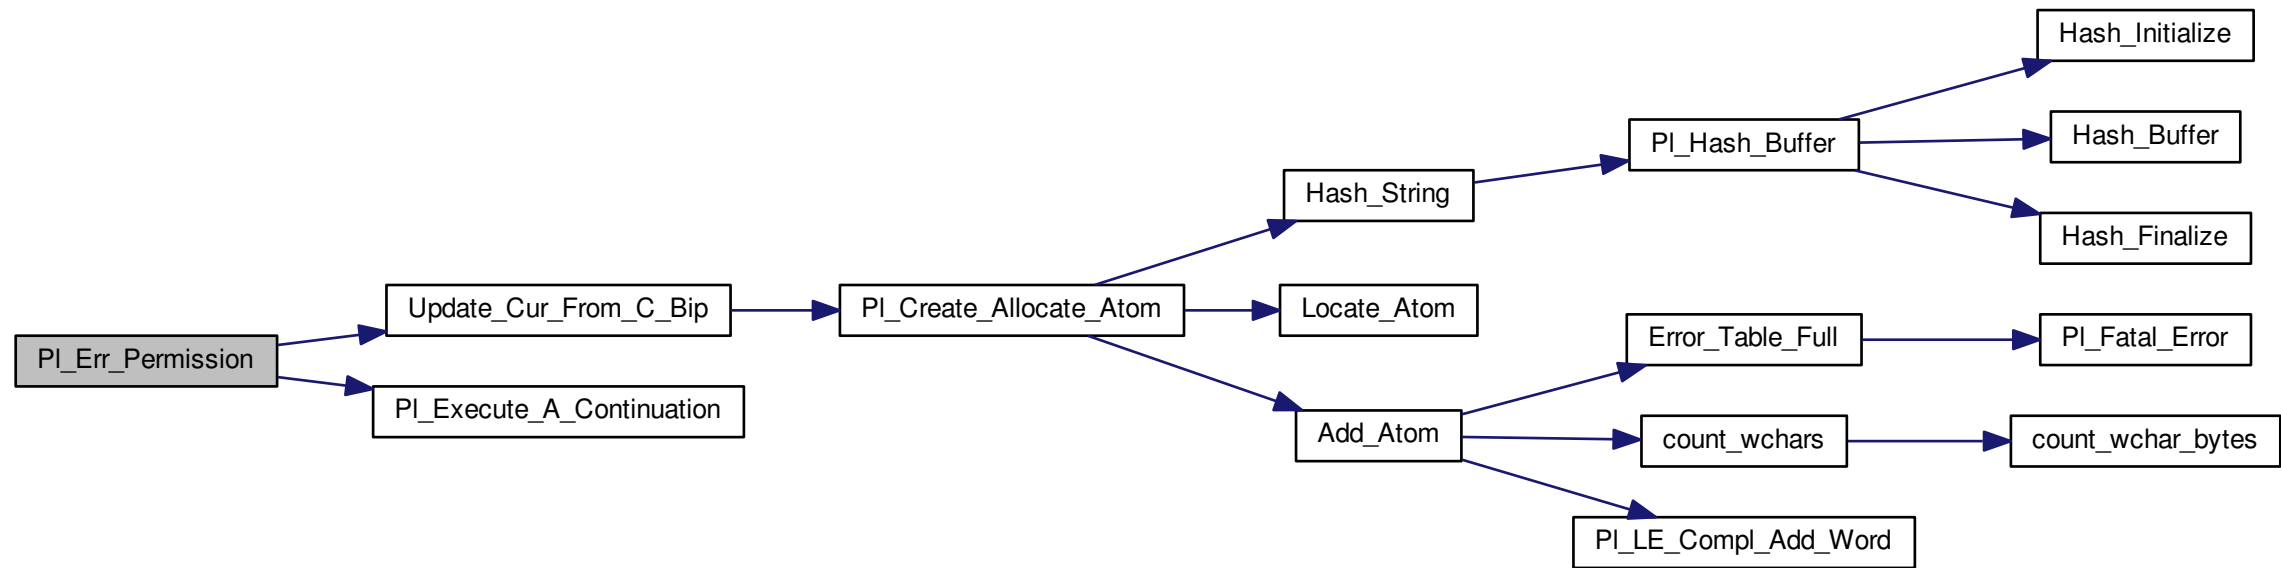 Pl_Err_Permission
Update_Cur_From_C_Bip
Pl_Execute_A_Continuation
Pl_Create_Allocate_Atom
Hash_String
Locate_Atom
Add_Atom
Pl_Hash_Buffer
Error_Table_Full
count_wchars
Pl_LE_Compl_Add_Word
Hash_Initialize
Hash_Buffer
Hash_Finalize
Pl_Fatal_Error
count_wchar_bytes